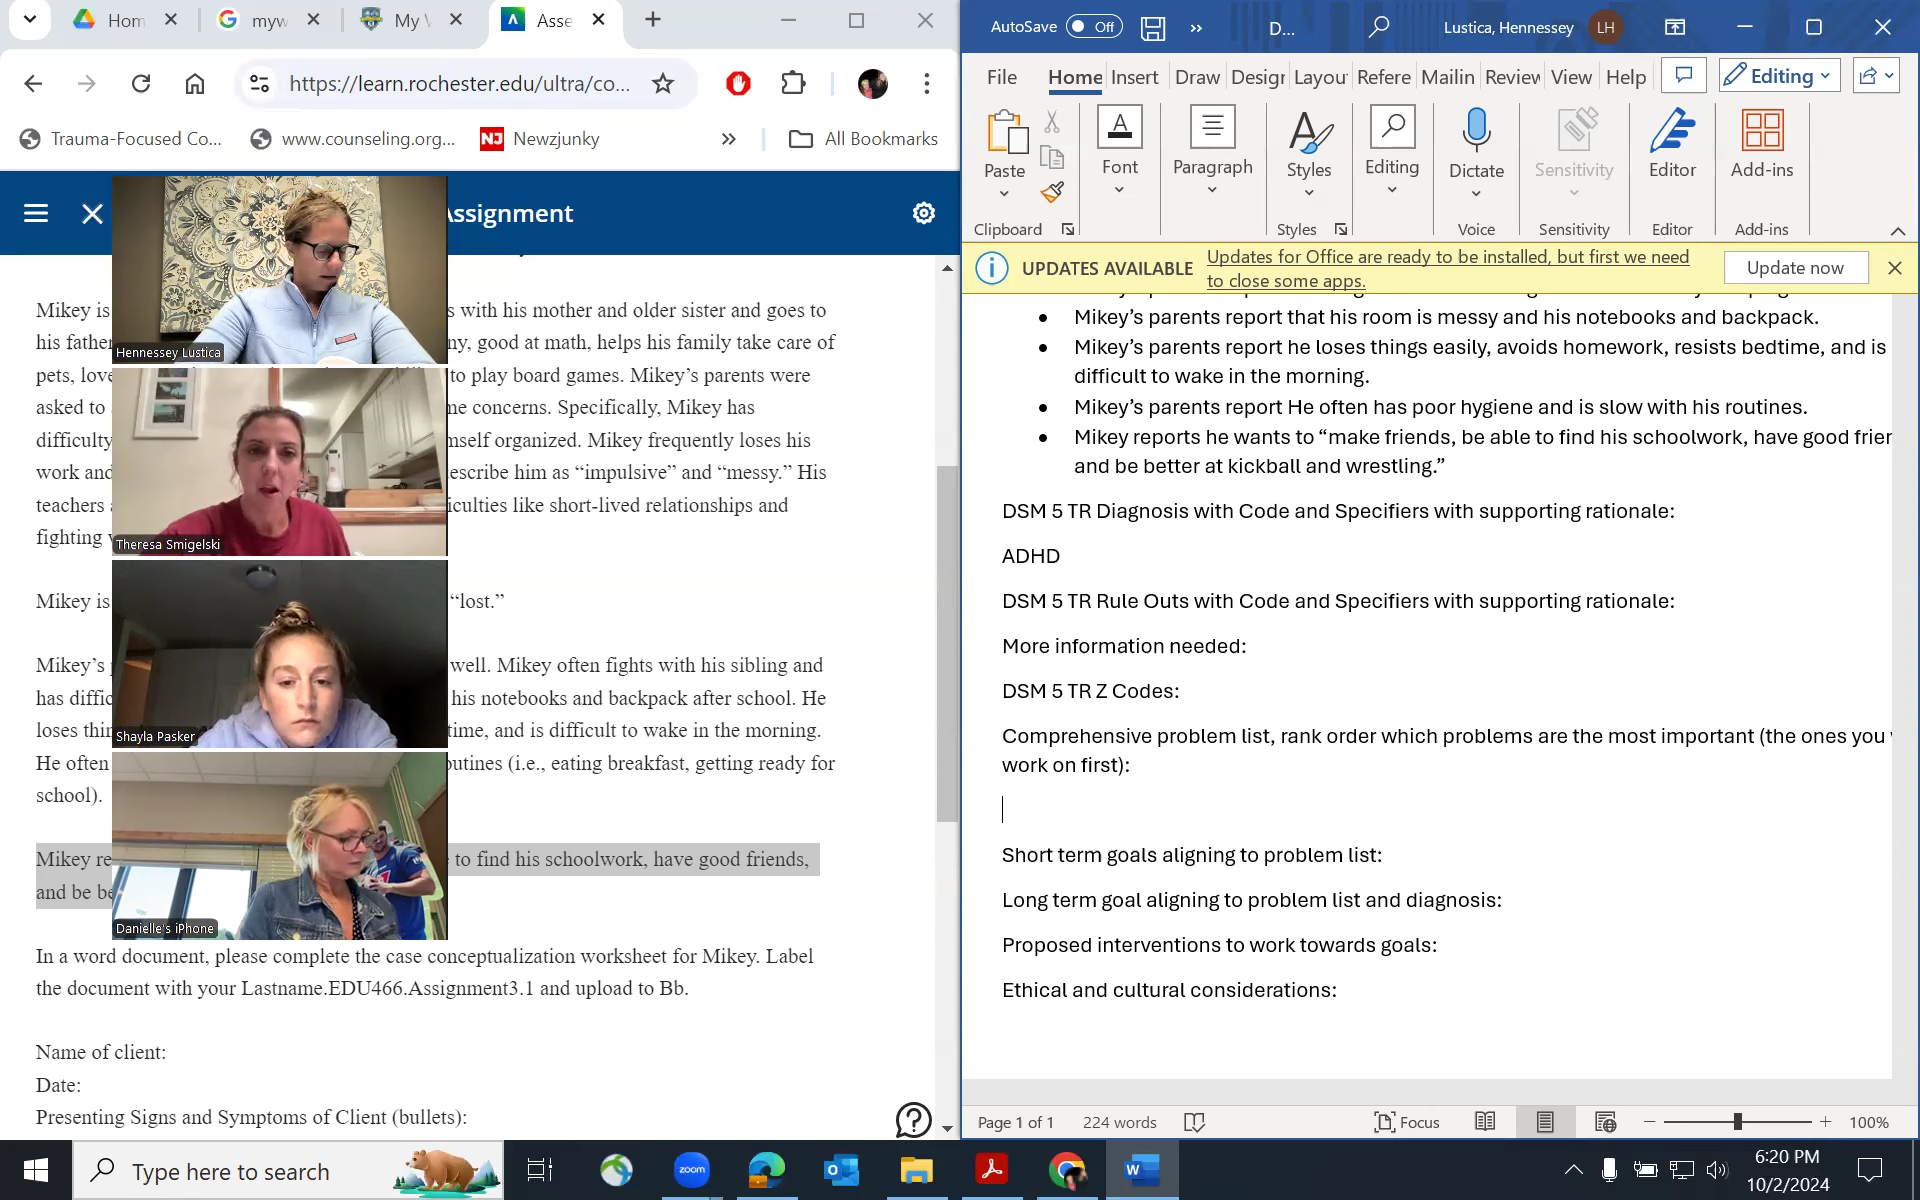 Hom
myw
My V
Asse
https://learn.rochester.edu/ultra/co...
Trauma-Focused Co...
www.counseling.org...
NJ
Newzjunky
All Bookmarks
Assignment
Mikey is
s with his mother and older sister and goes to
his father
ny, good at math, helps his family take care of
pets, love
to play board games. Mikey's parents were
asked to
ne concerns. Specifically, Mikey has
difficulty
mself organized. Mikey frequently loses his
work and
escribe him as "impulsive" and "messy." His
teachers
iculties like short-lived relationships and
fighting
Mikey is
"lost."
Mikey's
well. Mikey often fights with his sibling and
has diffic
his notebooks and backpack after school. He
loses thin
time, and is difficult to wake in the morning.
He often
outines (i.e., eating breakfast, getting ready for
school).
Mikey re
to find his schoolwork, have good friends,
and be be
In a word document, please complete the case conceptualization worksheet for Mikey. Label
the document with your Lastname.EDU466.Assignment3.1 and upload to Bb.
Name of client:
Date:
Presenting Signs and Symptoms of Client (bullets):
Hennessey Lustica
Theresa Smigelski
Shayla Pasker
Danielle's iPhone
AutoSave Off
D...
Lustica, Hennessey
LH
File Home Insert Draw Design Layou Refere Mailin Review View Help
Editing
Paste
Font
Paragraph
Styles
Editing
Dictate
Sensitivity
Editor
Add-ins
Clipboard
Styles
Voice
Sensitivity
Editor
Add-ins
UPDATES AVAILABLE
Updates for Office are ready to be installed, but first we need
to close some apps.
Update now
• Mikey's parents report that his room is messy and his notebooks and backpack.
• Mikey's parents report he loses things easily, avoids homework, resists bedtime, and is
difficult to wake in the morning.
• Mikey's parents report He often has poor hygiene and is slow with his routines.
• Mikey reports he wants to "make friends, be able to find his schoolwork, have good frien
and be better at kickball and wrestling."
DSM 5 TR Diagnosis with Code and Specifiers with supporting rationale:
ADHD
DSM 5 TR Rule Outs with Code and Specifiers with supporting rationale:
More information needed:
DSM 5 TR Z Codes:
Comprehensive problem list, rank order which problems are the most important (the ones you
work on first):
Short term goals aligning to problem list:
Long term goal aligning to problem list and diagnosis:
Proposed interventions to work towards goals:
Ethical and cultural considerations:
Page 1 of 1
224 words
Focus
100%
Type here to search
zoom
6:20 PM
10/2/2024